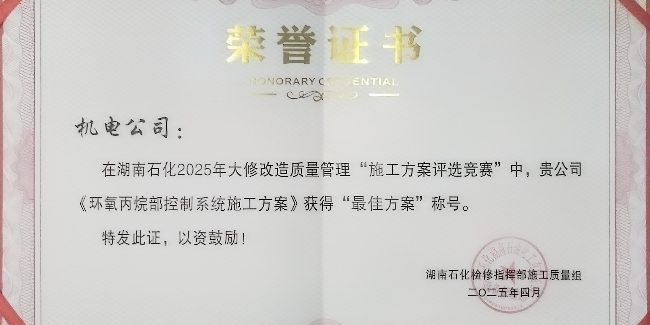 荣誉证书
HONORARY CREDENTIAL
机电公司：
在湖南石化2025年大修改造质量管理“施工方案评选竞赛”中，贵公司
《环氧丙烷部控制系统施工方案》获得“最佳方案”称号。
特发此证，以资鼓励！
湖南石化检修指挥部施工质量组
二〇二五年四月